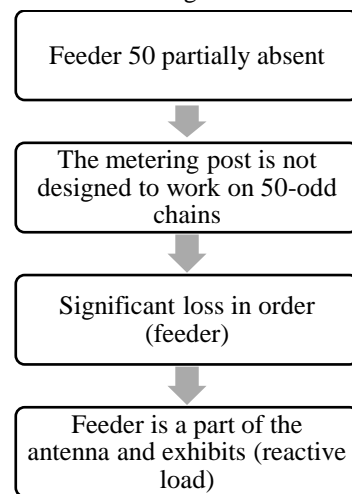 Feeder 50 partially absent
The metering post is not
designed to work on 50-odd
chains
Significant loss in order
(feeder)
Feeder is a part of the
antenna and exhibits (reactive
load)